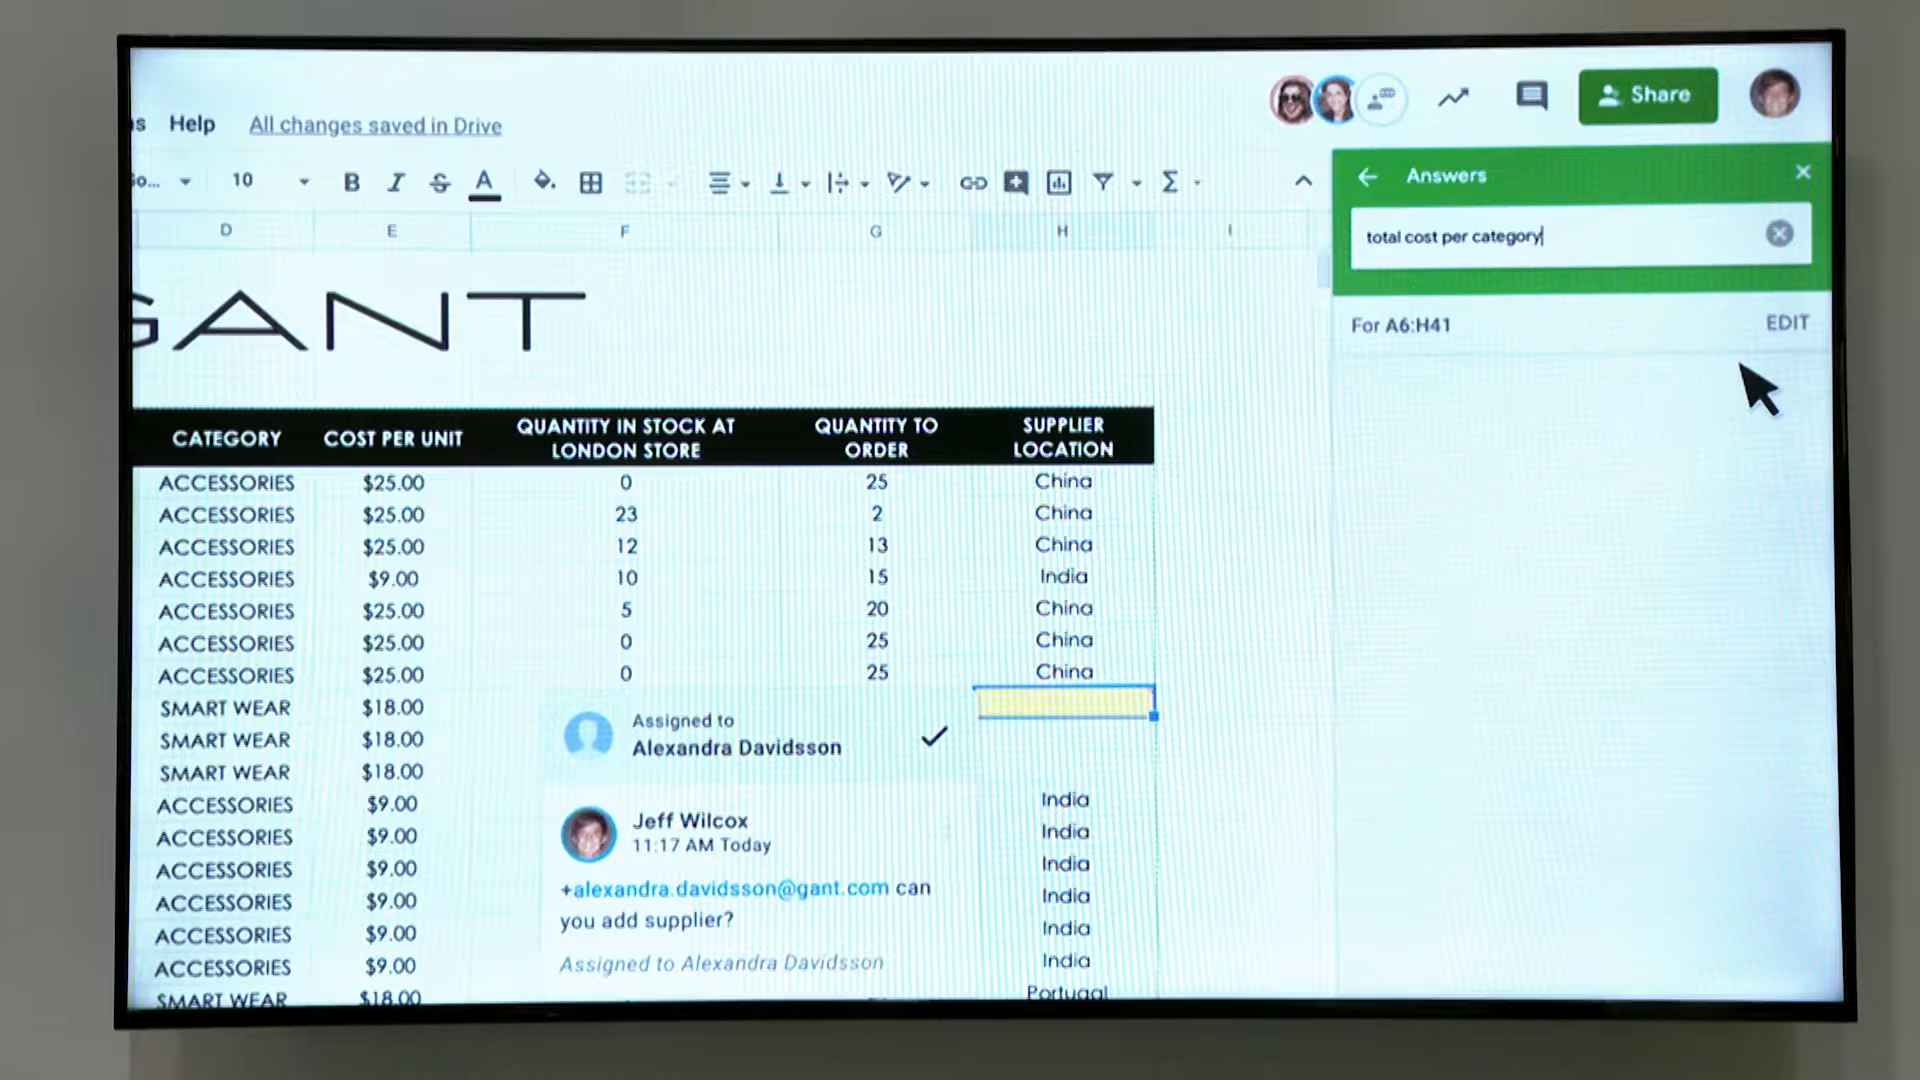 s Help All changes saved in Drive
Share
10 B I S A
Answers
total cost per category
For A6:H41 EDIT
D E F G H I
GANT
CATEGORY COST PER UNIT QUANTITY IN STOCK AT LONDON STORE QUANTITY TO ORDER SUPPLIER LOCATION
ACCESSORIES $25.00 0 25 China
ACCESSORIES $25.00 23 2 China
ACCESSORIES $25.00 12 13 China
ACCESSORIES $9.00 10 15 India
ACCESSORIES $25.00 5 20 China
ACCESSORIES $25.00 0 25 China
ACCESSORIES $25.00 0 25 China
SMART WEAR $18.00
SMART WEAR $18.00
SMART WEAR $18.00
ACCESSORIES $9.00 India
ACCESSORIES $9.00 India
ACCESSORIES $9.00 India
ACCESSORIES $9.00 India
ACCESSORIES $9.00 India
ACCESSORIES $9.00 India
SMART WEAR $18.00 Portugal
Assigned to
Alexandra Davidsson
Jeff Wilcox
11:17 AM Today
+alexandra.davidsson@gant.com can
you add supplier?
Assigned to Alexandra Davidsson